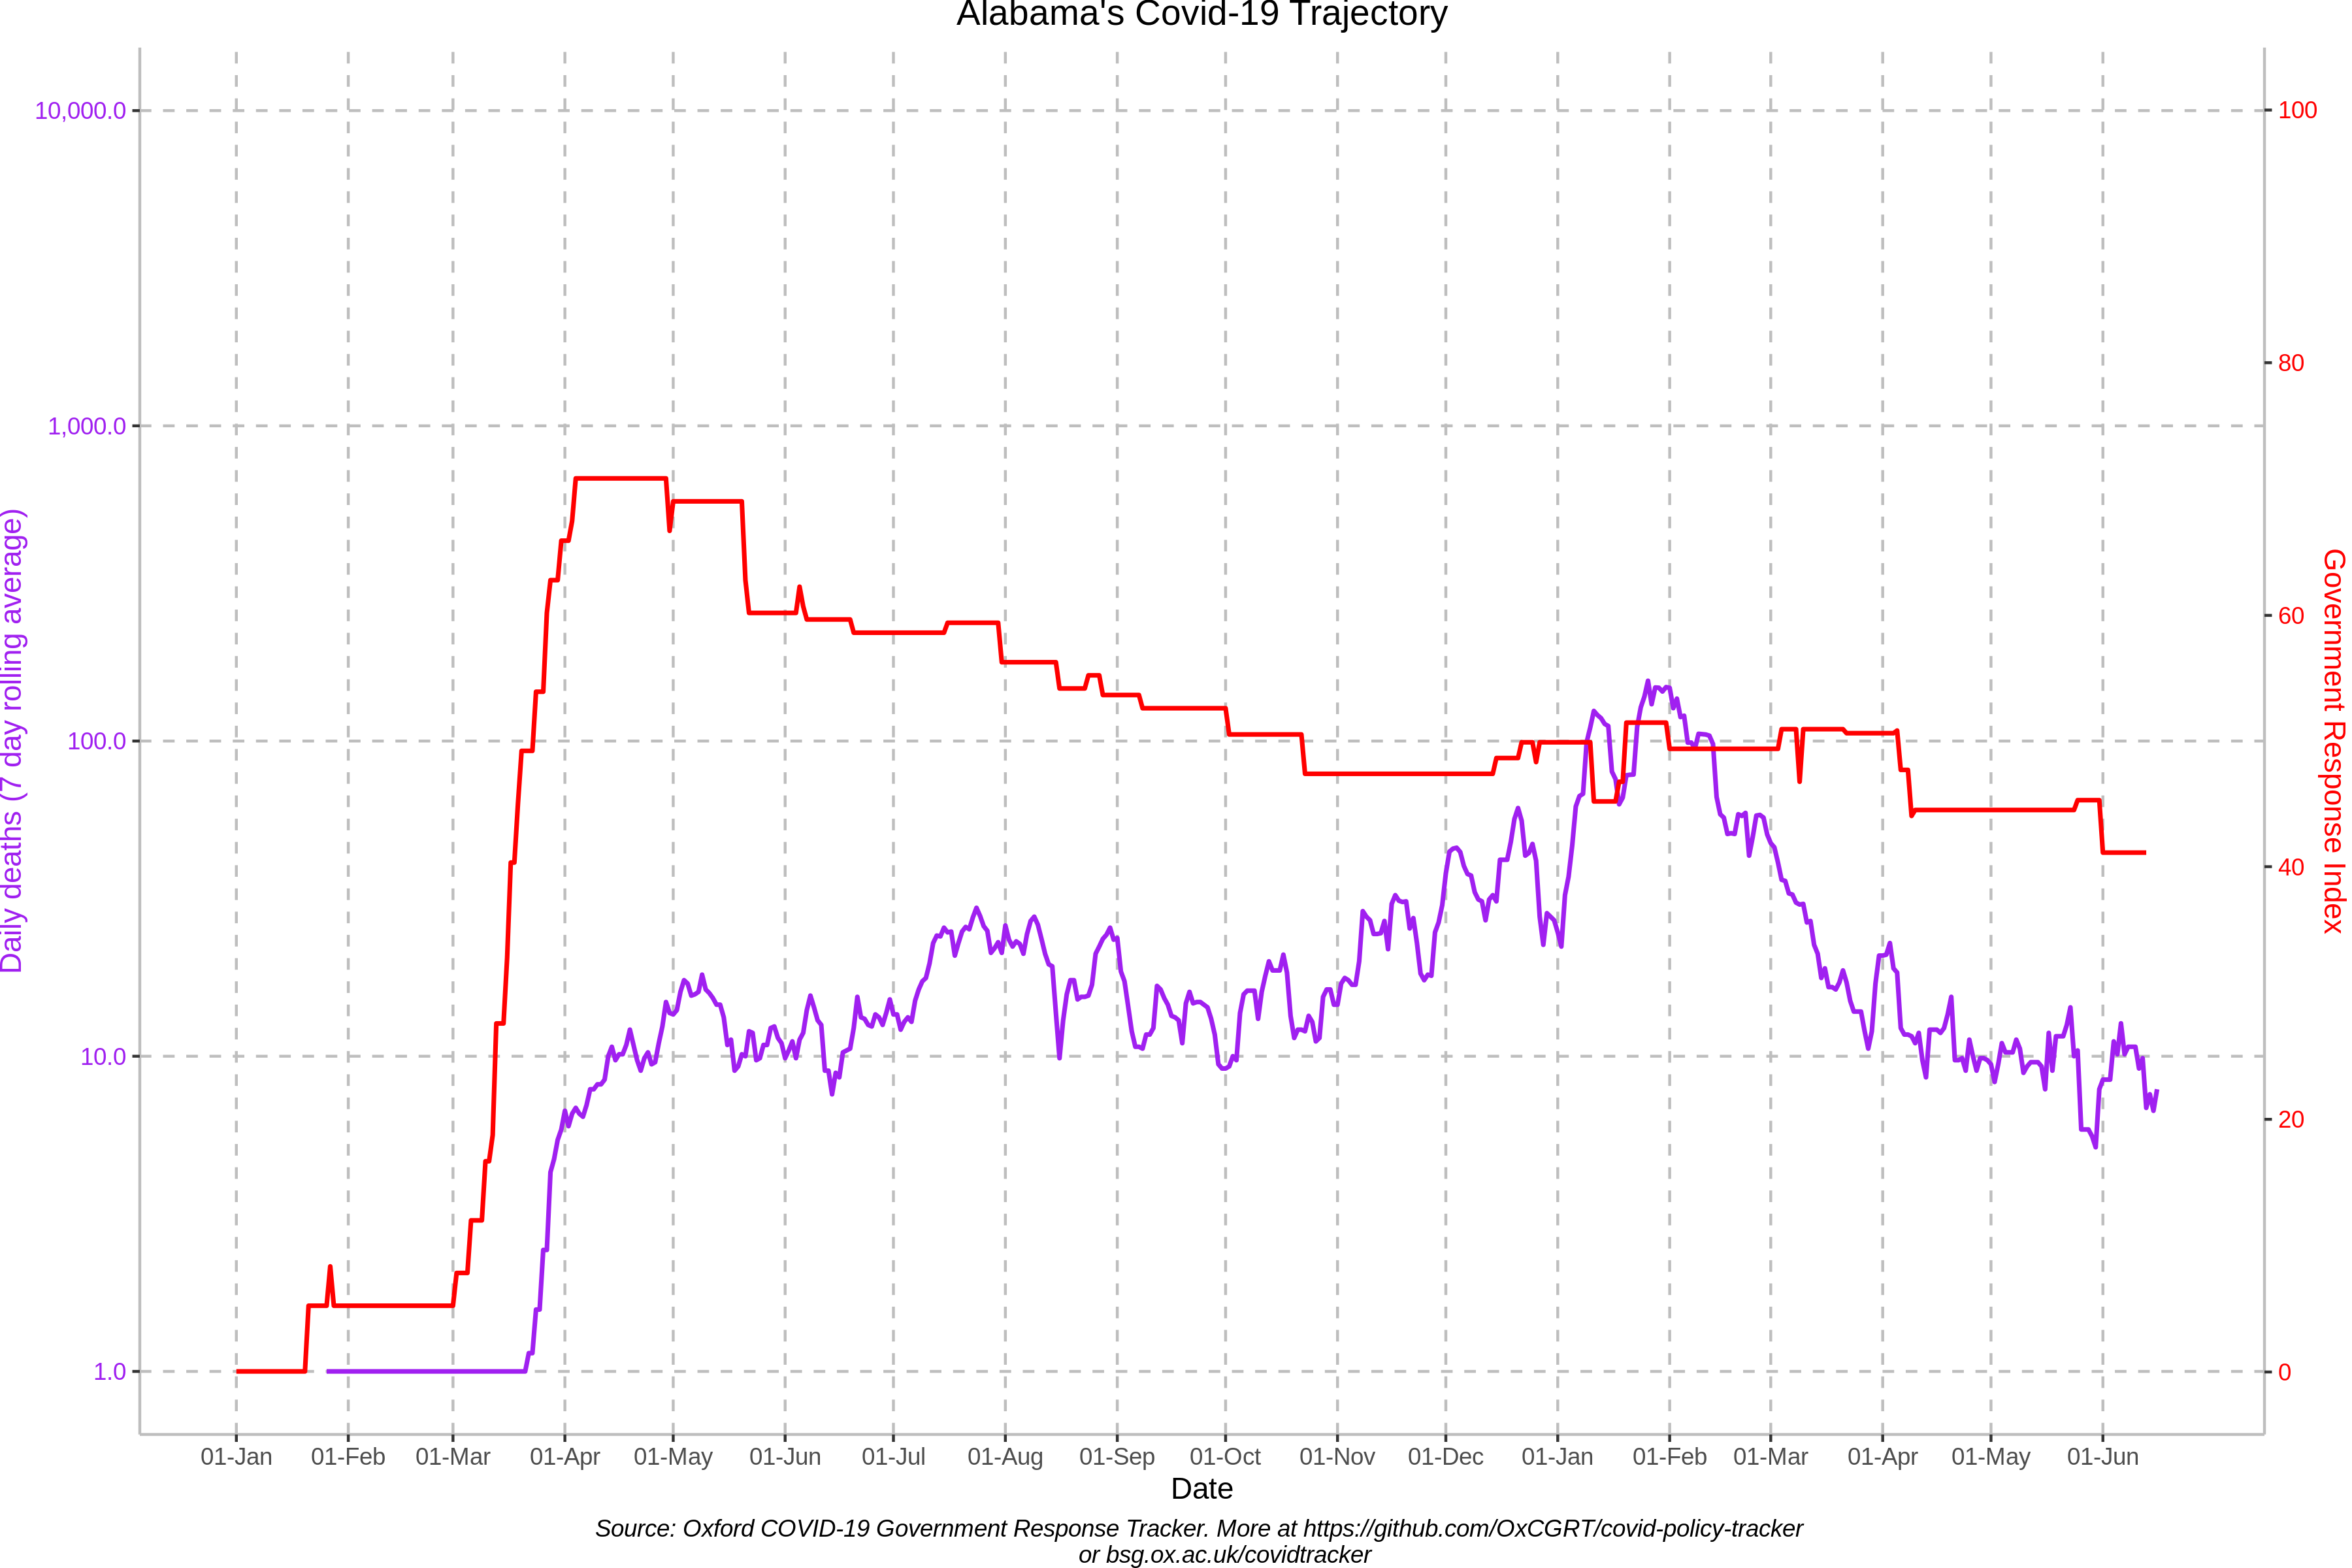 Alabama's Covid-19 Trajectory
10,000.0
1,000.0
100.0
10.0
1.0
Daily deaths (7 day rolling average)
100
80
60
40
20
0
Government Response Index
01-Jan 01-Feb 01-Mar 01-Apr 01-May 01-Jun 01-Jul 01-Aug 01-Sep 01-Oct 01-Nov 01-Dec 01-Jan 01-Feb 01-Mar 01-Apr 01-May 01-Jun
Date
Source: Oxford COVID-19 Government Response Tracker. More at https://github.com/OxCGRT/covid-policy-tracker
or bsg.ox.ac.uk/covidtracker